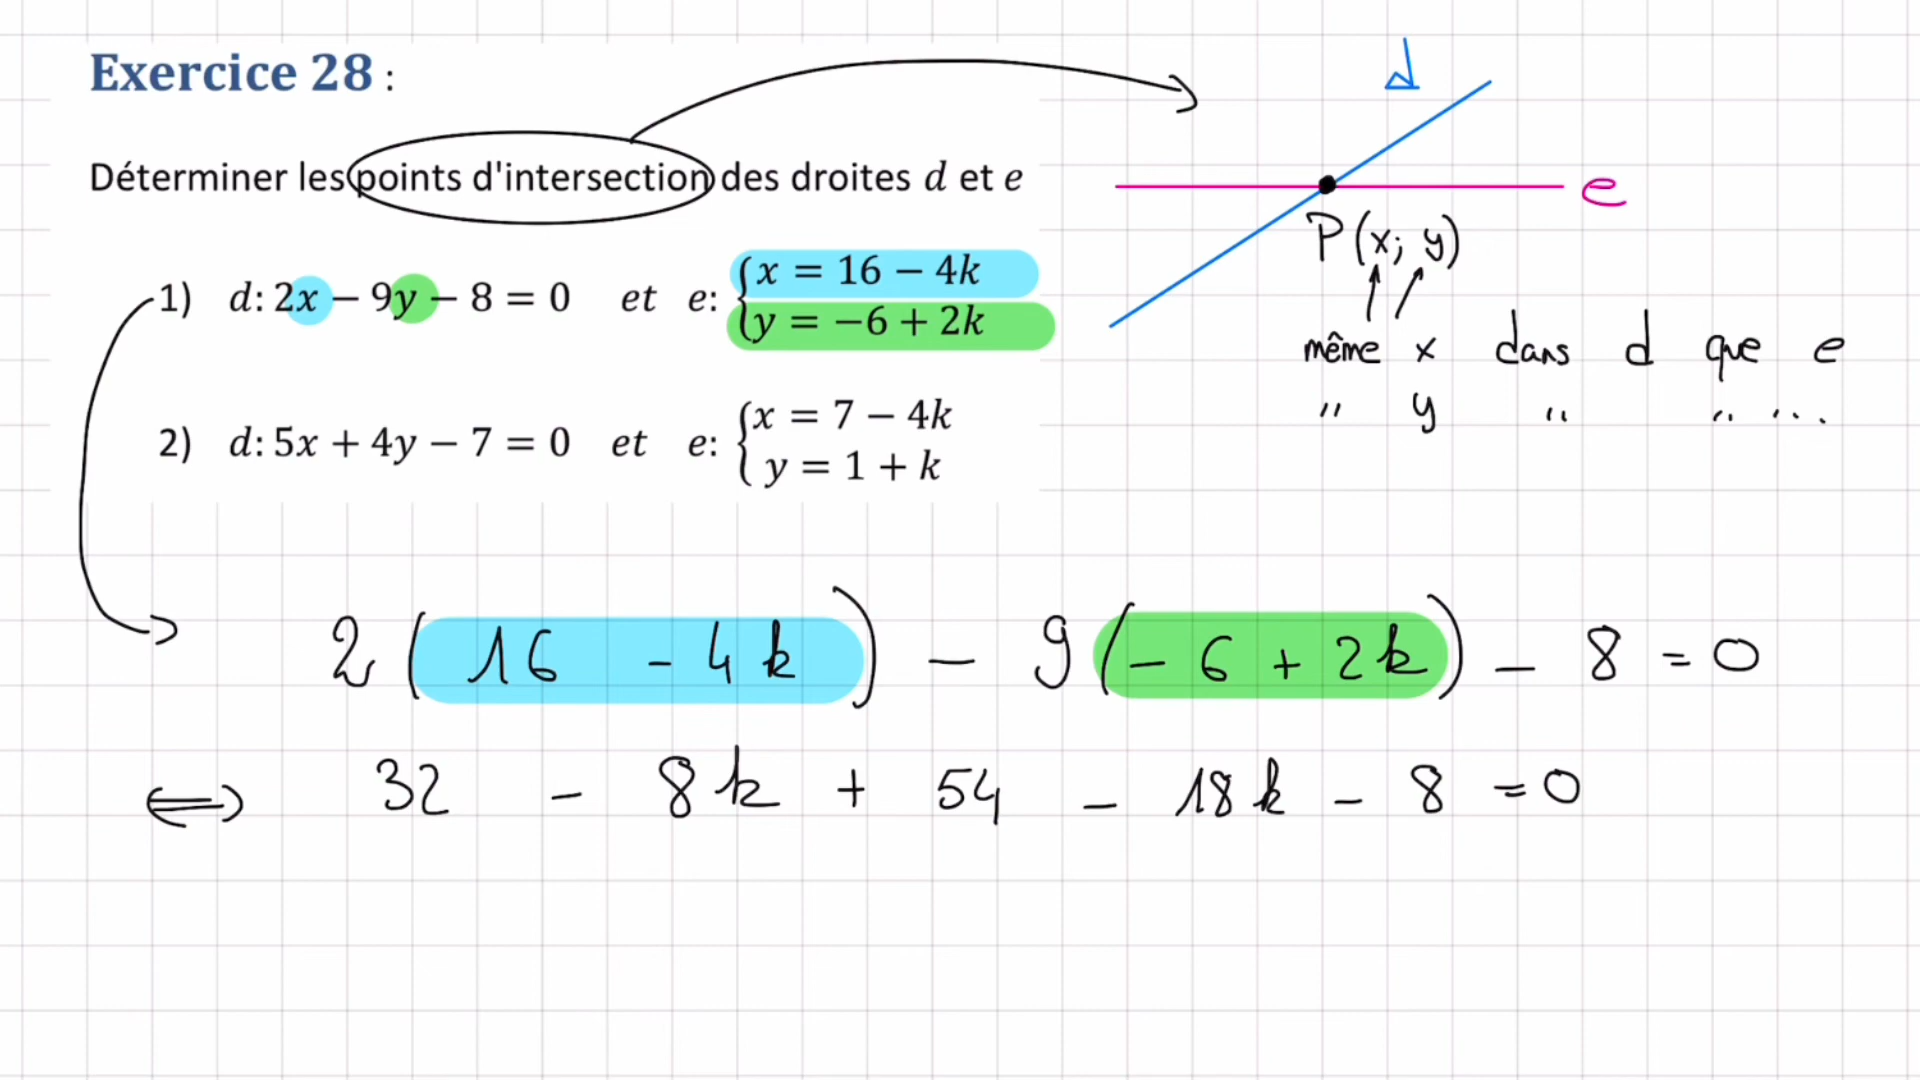 Exercice 28 :
Déterminer les points d'intersection des droites d et e
1) d: 2x − 9y − 8 = 0 et e: { x = 16 − 4k
y = −6 + 2k
2) d: 5x + 4y − 7 = 0 et e: { x = 7 − 4k
y = 1 + k
d
e
P(x; y)
même x dans d que e
" y " " ...
2(16 − 4k) − 9(−6 + 2k) − 8 = 0
⟺ 32 − 8k + 54 − 18k − 8 = 0